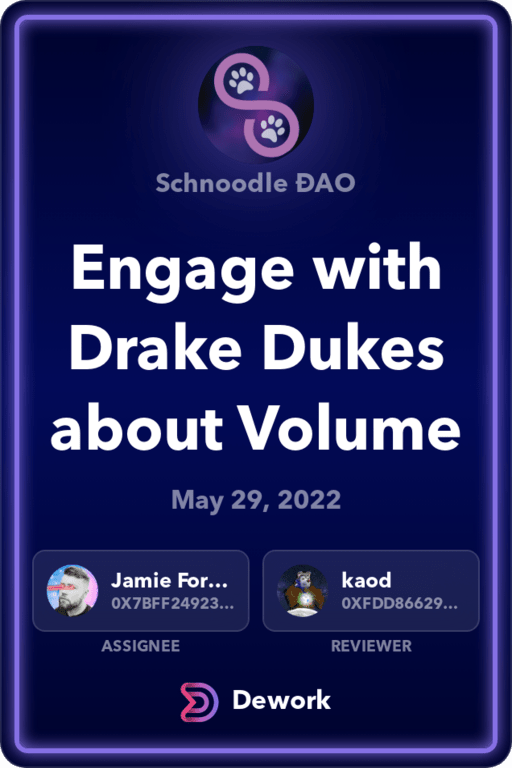 Schnoodle ĐAO
Engage with
Drake Dukes
about Volume
May 29, 2022
Jamie For...
0X7BFF24923...
kaod
0XFDD86629...
ASSIGNEE
REVIEWER
Dework